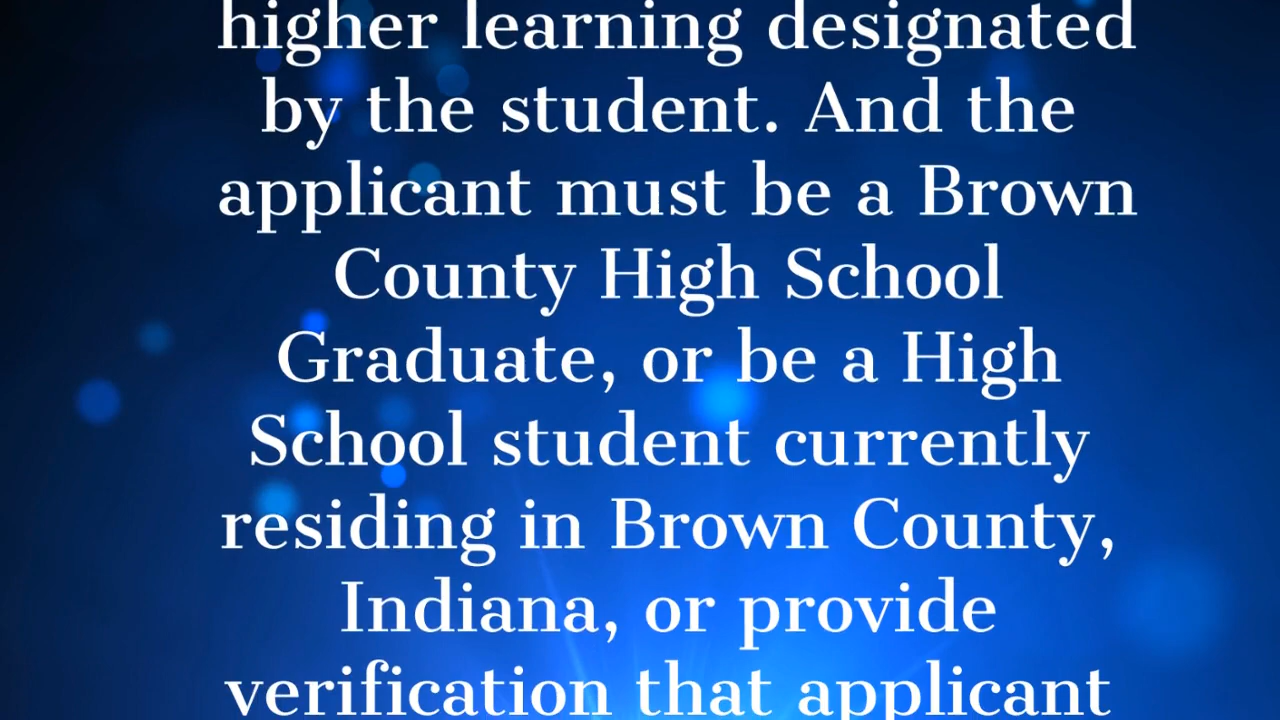 higher learning designated
by the student. And the
applicant must be a Brown
County High School
Graduate, or be a High
School student currently
residing in Brown County,
Indiana, or provide
verification that applicant